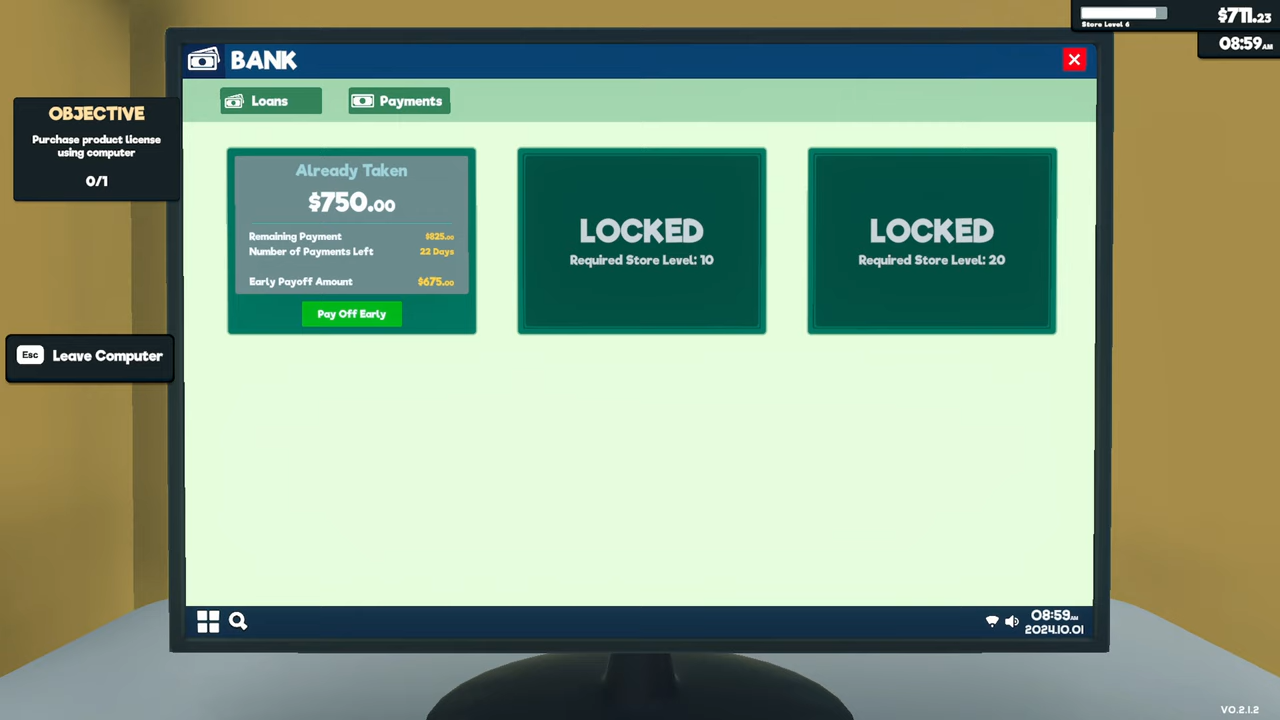 $711.23
Store Level 6
08:59AM
BANK
Loans
Payments
OBJECTIVE
Purchase product license
using computer
0/1
Already Taken
$750.00
Remaining Payment $825.00
Number of Payments Left 22 Days
Early Payoff Amount $675.00
Pay Off Early
LOCKED
Required Store Level: 10
LOCKED
Required Store Level: 20
Esc Leave Computer
08:59AM
2024.10.01
V0.2.1.2